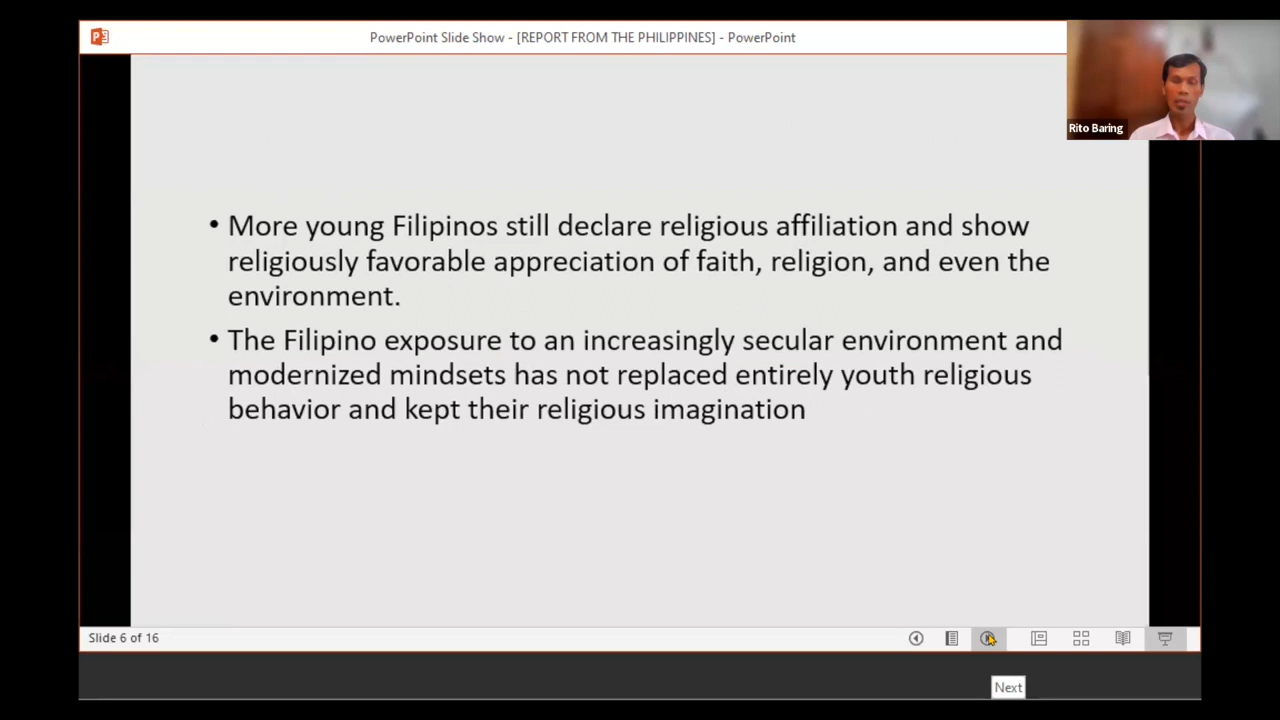 PowerPoint Slide Show - [REPORT FROM THE PHILIPPINES] - PowerPoint
Rito Baring
• More young Filipinos still declare religious affiliation and show
religiously favorable appreciation of faith, religion, and even the
environment.
• The Filipino exposure to an increasingly secular environment and
modernized mindsets has not replaced entirely youth religious
behavior and kept their religious imagination
Slide 6 of 16
Next